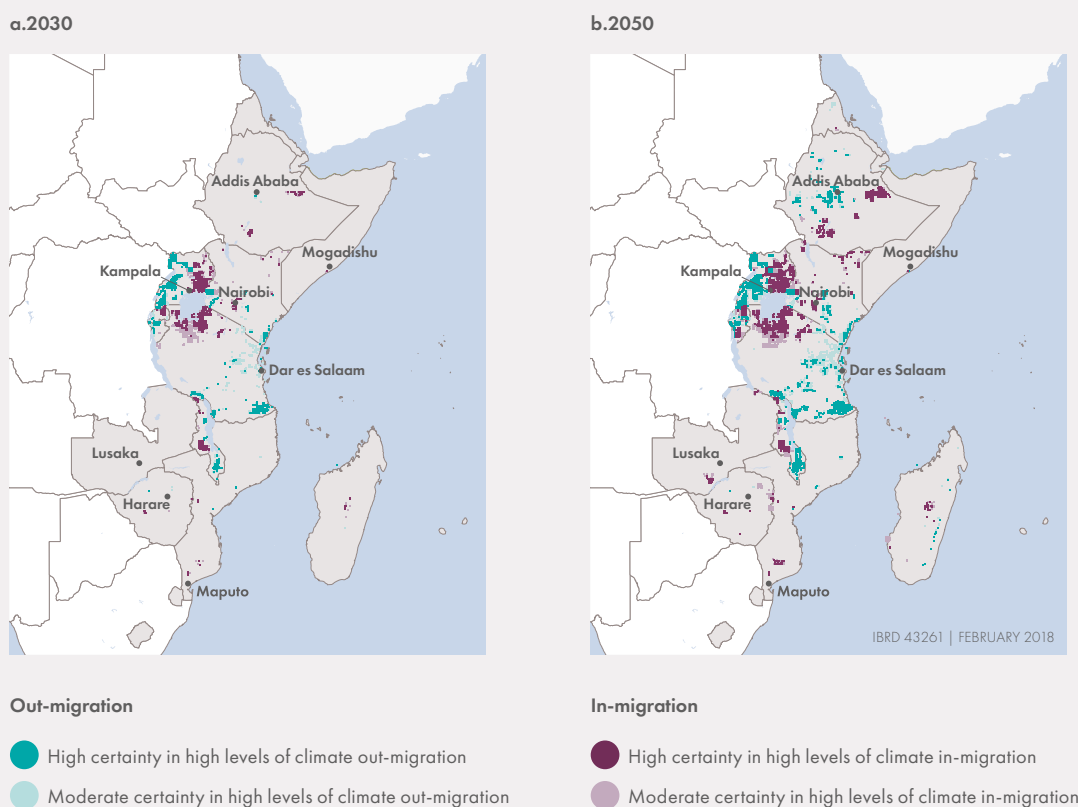 a.2030
b.2050
Addis Ababa
Mogadishu
Kampala
Nairobi
Dar es Salaam
Lusaka
Harare
Maputo
Addis Ababa
Mogadishu
Kampala
Nairobi
Dar es Salaam
Lusaka
Harare
Maputo
IBRD 43261 | FEBRUARY 2018
Out-migration
High certainty in high levels of climate out-migration
Moderate certainty in high levels of climate out-migration
In-migration
High certainty in high levels of climate in-migration
Moderate certainty in high levels of climate in-migration